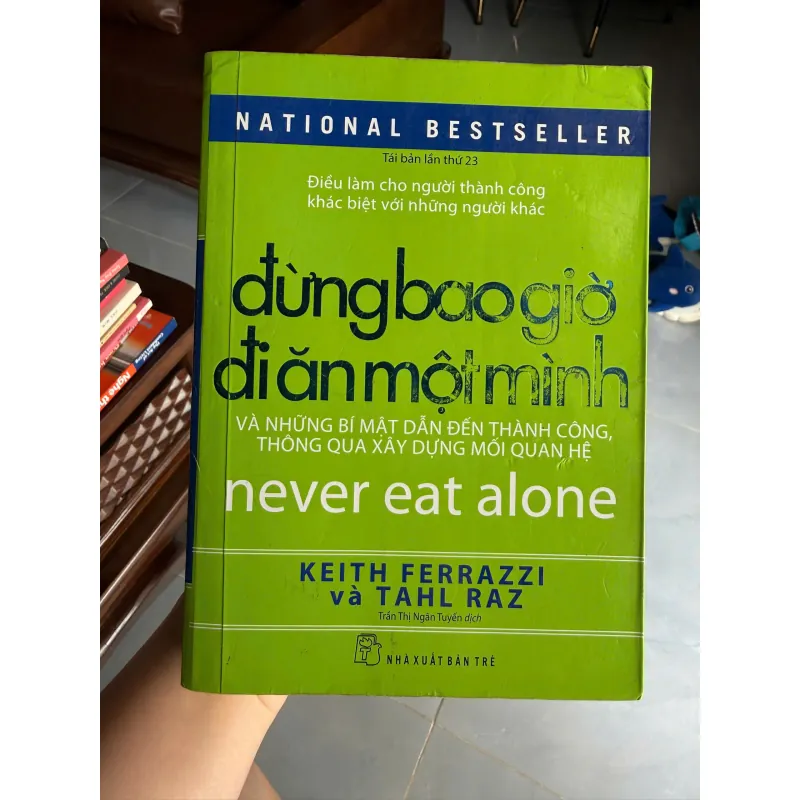 NATIONAL BESTSELLER
Tái bản lần thứ 23
Điều làm cho người thành công
khác biệt với những người khác
đừng bao giờ
đi ăn một mình
VÀ NHỮNG BÍ MẬT DẪN ĐẾN THÀNH CÔNG,
THÔNG QUA XÂY DỰNG MỐI QUAN HỆ
never eat alone
KEITH FERRAZZI
và TAHL RAZ
Trần Thị Ngân Tuyến dịch
NHÀ XUẤT BẢN TRẺ